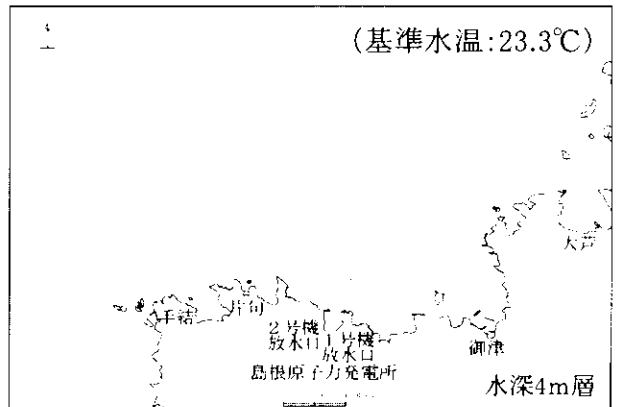 (基準水温:23.3℃)
大芦
手結
片句
2号機
放水口
1号機
放水口
御津
島根原子力発電所
水深4m層